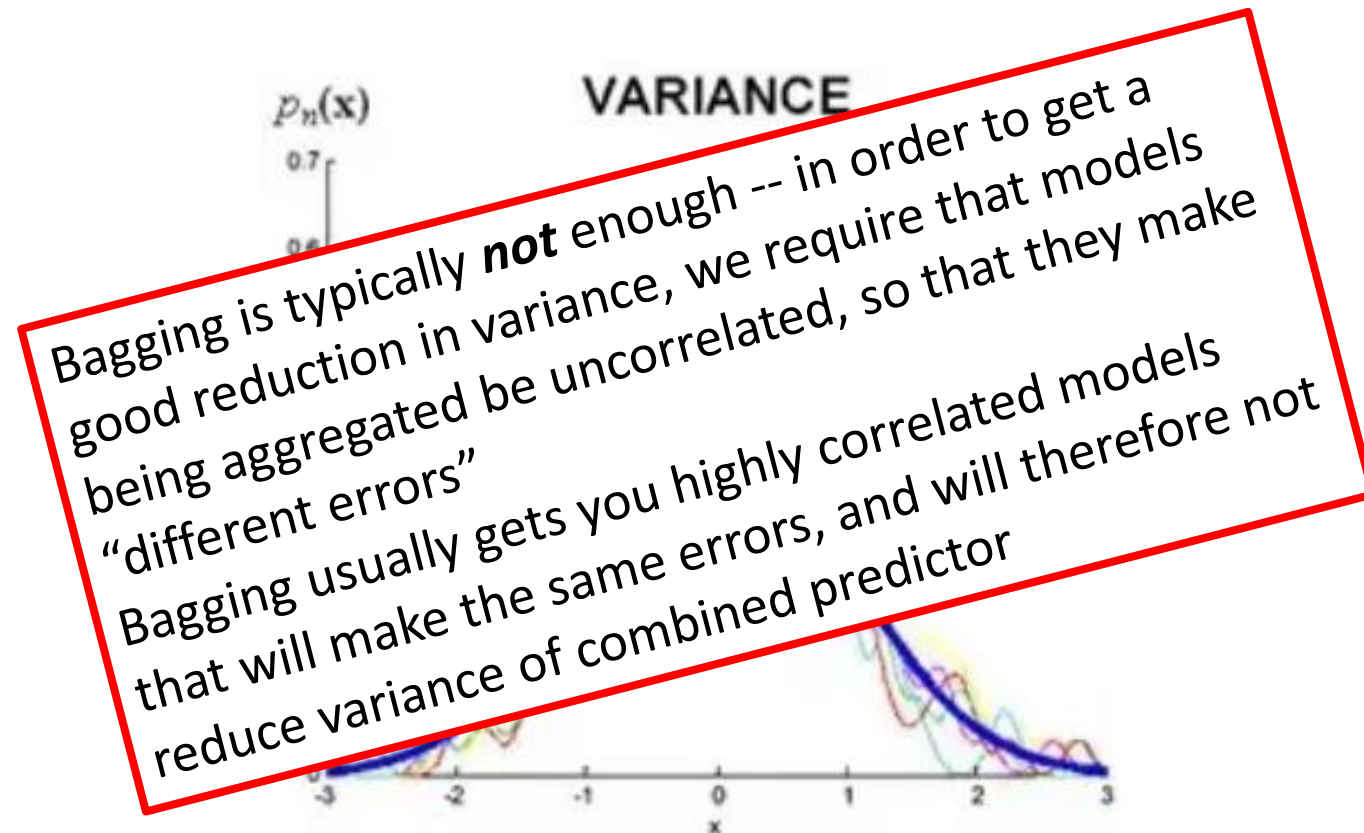 pₙ(x)
VARIANCE
0.7
0.6
Bagging is typically not enough -- in order to get a
good reduction in variance, we require that models
being aggregated be uncorrelated, so that they make
“different errors”
Bagging usually gets you highly correlated models
that will make the same errors, and will therefore not
reduce variance of combined predictor
0
-3 -2 -1 0 1 2 3
x